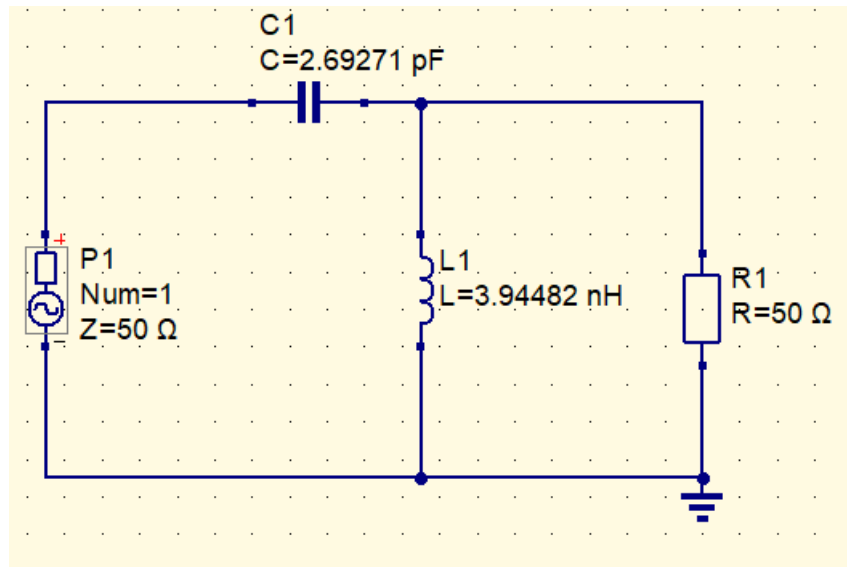 C1
C=2.69271 pF
+
P1
Num=1
Z=50 Ω
−
L1
L=3.94482 nH
R1
R=50 Ω